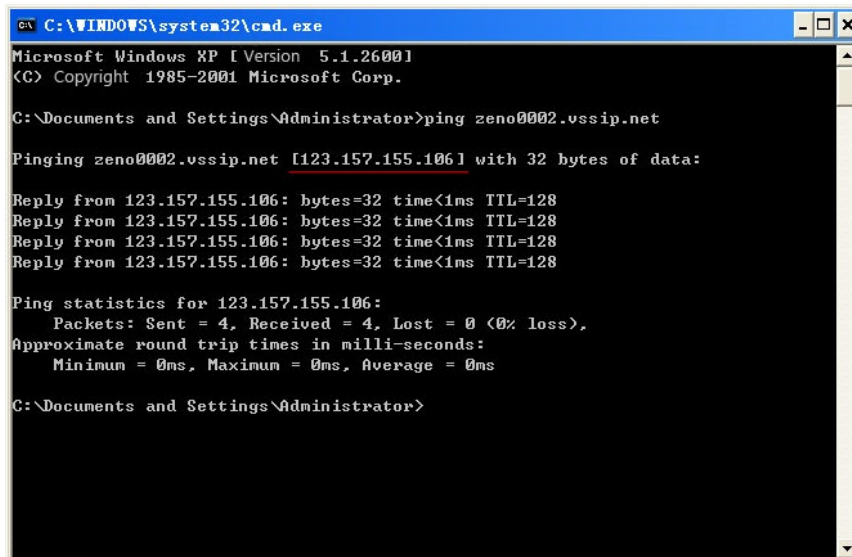 C:\WINDOWS\system32\cmd.exe
Microsoft Windows XP [Version 5.1.2600]
(C) Copyright 1985-2001 Microsoft Corp.
C:\Documents and Settings\Administrator>ping zeno0002.vssip.net
Pinging zeno0002.vssip.net [123.157.155.106] with 32 bytes of data:
Reply from 123.157.155.106: bytes=32 time<1ms TTL=128
Reply from 123.157.155.106: bytes=32 time<1ms TTL=128
Reply from 123.157.155.106: bytes=32 time<1ms TTL=128
Reply from 123.157.155.106: bytes=32 time<1ms TTL=128
Ping statistics for 123.157.155.106:
Packets: Sent = 4, Received = 4, Lost = 0 (0% loss),
Approximate round trip times in milli-seconds:
Minimum = 0ms, Maximum = 0ms, Average = 0ms
C:\Documents and Settings\Administrator>